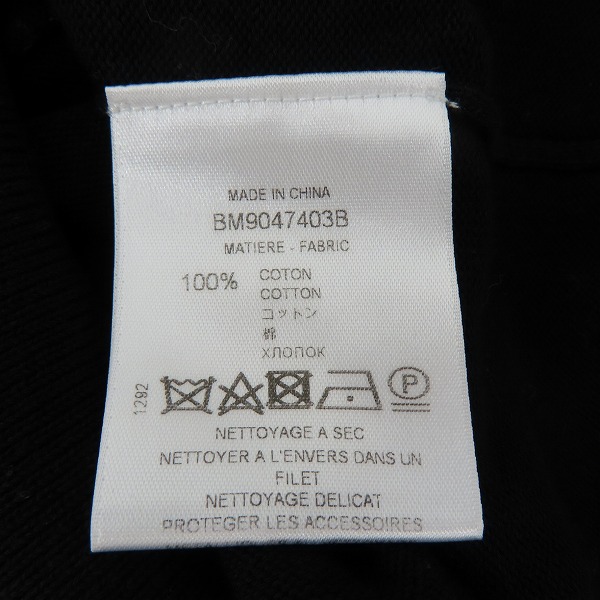 MADE IN CHINA
BM9047403B
MATIERE - FABRIC
100% COTON
COTTON
コットン
棉
ХЛОПОК
1292
P
NETTOYAGE A SEC
NETTOYER A L'ENVERS DANS UN
FILET
NETTOYAGE DELICAT
PROTEGER LES ACCESSOIRES